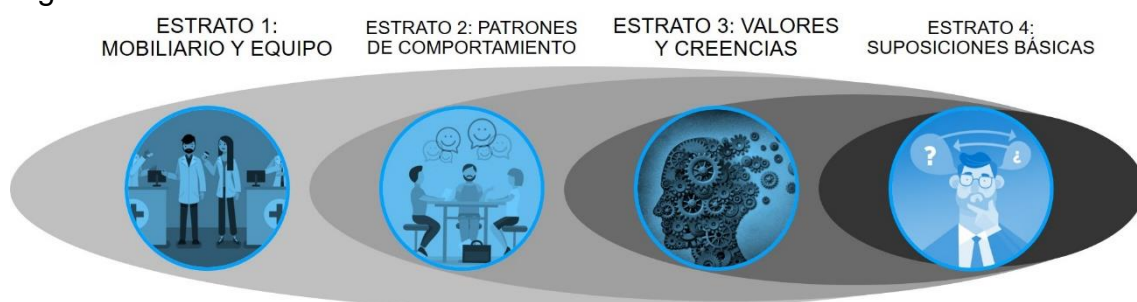 ESTRATO 1:
MOBILIARIO Y EQUIPO
ESTRATO 2: PATRONES
DE COMPORTAMIENTO
ESTRATO 3: VALORES
Y CREENCIAS
ESTRATO 4:
SUPOSICIONES BÁSICAS
? ¿